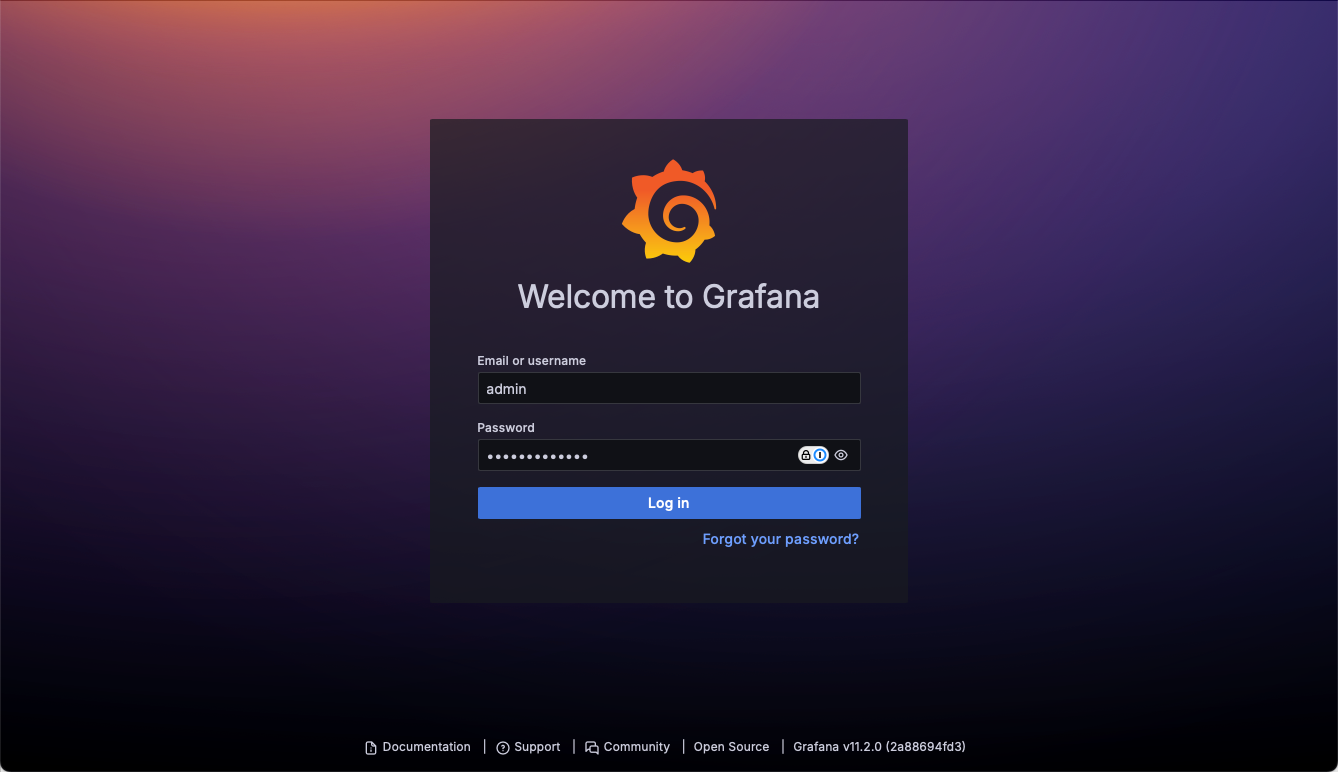 Welcome to Grafana
Email or username
admin
Password
•••••••••••••
Log in
Forgot your password?
Documentation | Support | Community | Open Source | Grafana v11.2.0 (2a88694fd3)